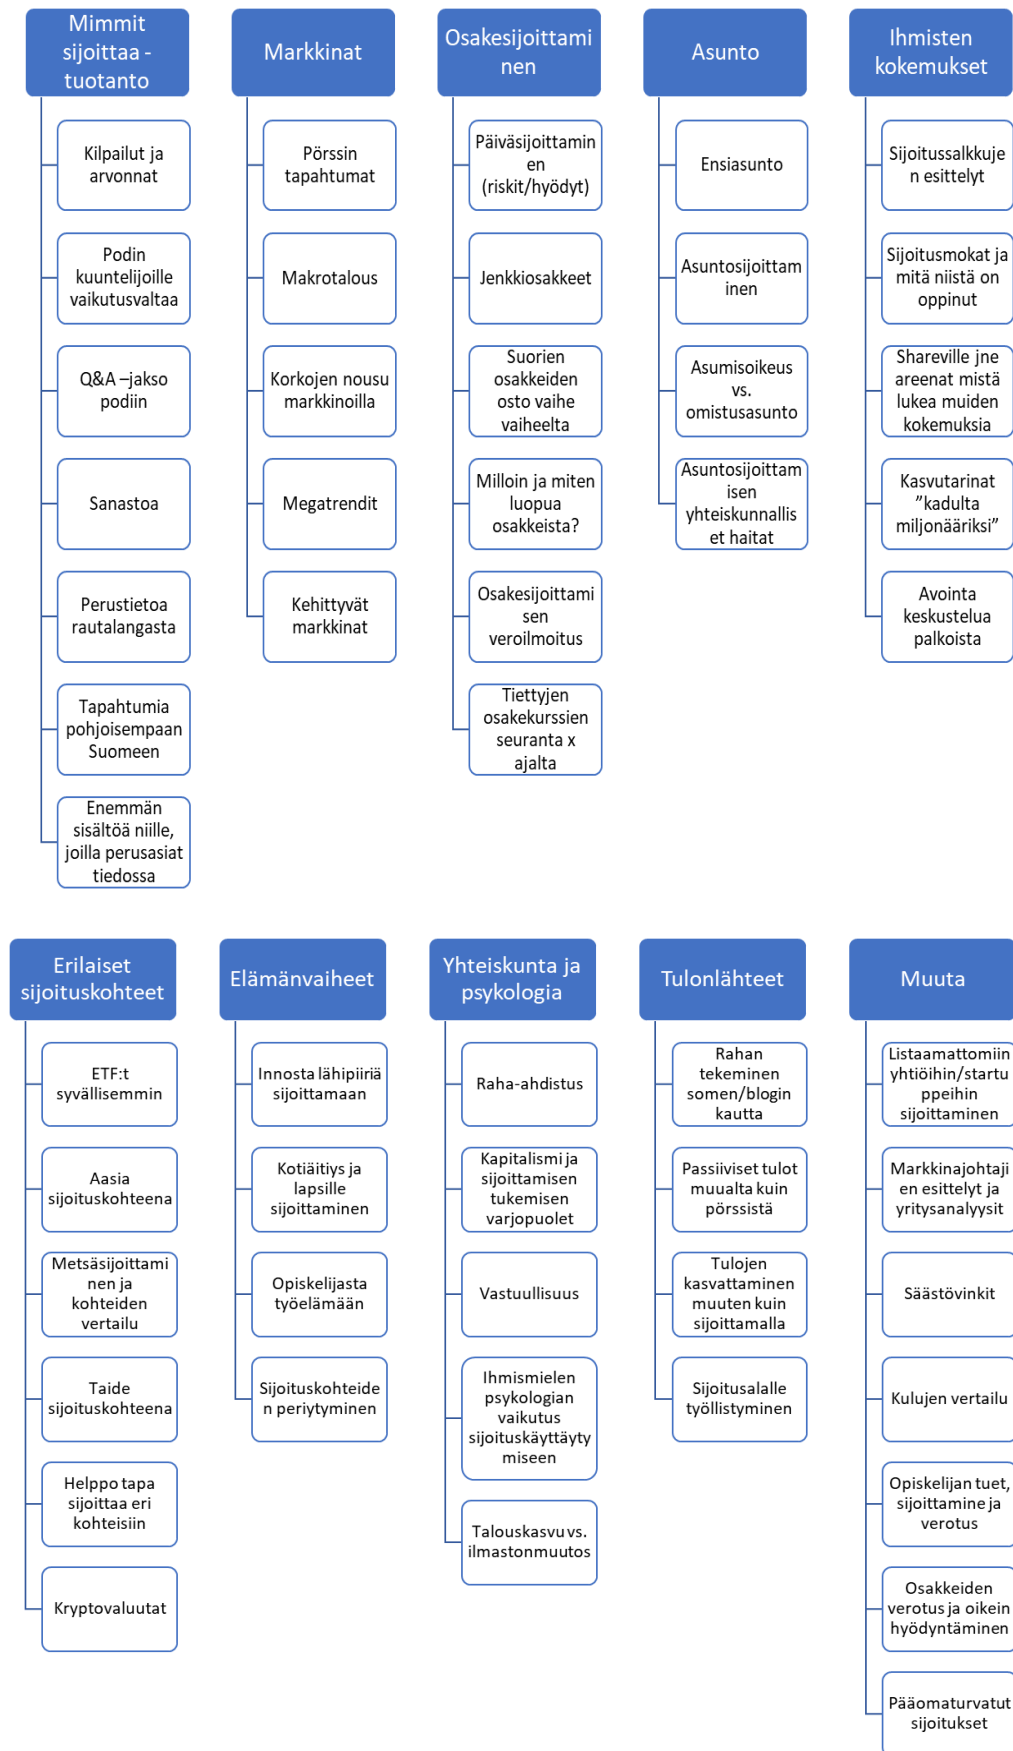 Mimmit
sijoittaa -
tuotanto
Kilpailut ja
arvonnat
Podin
kuuntelijoille
vaikutusvaltaa
Q&A –jakso
podiin
Sanastoa
Perustietoa
rautalangasta
Tapahtumia
pohjoisempaan
Suomeen
Enemmän
sisältöä niille,
joilla perusasiat
tiedossa
Markkinat
Pörssin
tapahtumat
Makrotalous
Korkojen nousu
markkinoilla
Megatrendit
Kehittyvät
markkinat
Osakesijoittami
nen
Päiväsijoittamin
en
(riskit/hyödyt)
Jenkkiosakkeet
Suorien
osakkeiden
osto vaihe
vaiheelta
Milloin ja miten
luopua
osakkeista?
Osakesijoittami
sen
veroilmoitus
Tiettyjen
osakekurssien
seuranta x
ajalta
Asunto
Ensiasunto
Asuntosijoittam
inen
Asumisoikeus
vs.
omistusasunto
Asuntosijoittam
isen
yhteiskunnallis
et haitat
Ihmisten
kokemukset
Sijoitussalkkuje
n esittelyt
Sijoitusmokat ja
mitä niistä on
oppinut
Shareville jne
areenat mistä
lukea muiden
kokemuksia
Kasvutarinat
”kadulta
miljonääriksi”
Avointa
keskustelua
palkoista
Erilaiset
sijoituskohteet
ETF:t
syvällisemmin
Aasia
sijoituskohteena
Metsäsijoittami
nen ja
kohteiden
vertailu
Taide
sijoituskohteena
Helppo tapa
sijoittaa eri
kohteisiin
Kryptovaluutat
Elämänvaiheet
Innosta lähipiiriä
sijoittamaan
Kotiäitiys ja
lapsille
sijoittaminen
Opiskelijasta
työelämään
Sijoituskohteide
n periytyminen
Yhteiskunta ja
psykologia
Raha-ahdistus
Kapitalismi ja
sijoittamisen
tukemisen
varjopuolet
Vastuullisuus
Ihmismielen
psykologian
vaikutus
sijoituskäyttäyty
miseen
Talouskasvu vs.
ilmastonmuutos
Tulonlähteet
Rahan
tekeminen
somen/blogin
kautta
Passiiviset tulot
muualta kuin
pörssistä
Tulojen
kasvattaminen
muuten kuin
sijoittamalla
Sijoitusalalle
työllistyminen
Muuta
Listaamattomiin
yhtiöihin/startu
ppeihin
sijoittaminen
Markkinajohtaji
en esittelyt ja
yritysanalyysit
Säästövinkit
Kulujen vertailu
Opiskelijan tuet,
sijoittamine ja
verotus
Osakkeiden
verotus ja oikein
hyödyntäminen
Pääomaturvatut
sijoitukset